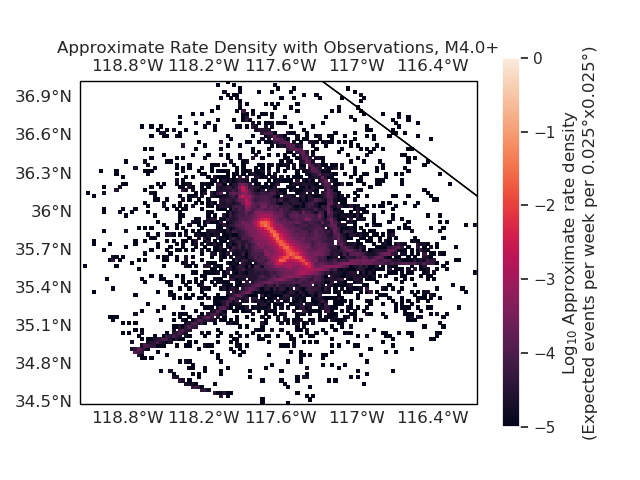 Approximate Rate Density with Observations, M4.0+
118.8°W 118.2°W 117.6°W 117°W 116.4°W
36.9°N
36.6°N
36.3°N
36°N
35.7°N
35.4°N
35.1°N
34.8°N
34.5°N
118.8°W 118.2°W 117.6°W 117°W 116.4°W
0
−1
−2
−3
−4
−5
Log₁₀ Approximate rate density
(Expected events per week per 0.025°x0.025°)